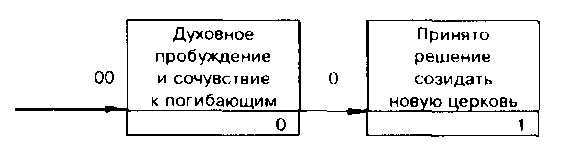 Духовное
пробуждение
и сочувствие
к погибающим
0
00
0
Принято
решение
созидать
новую церковь
1